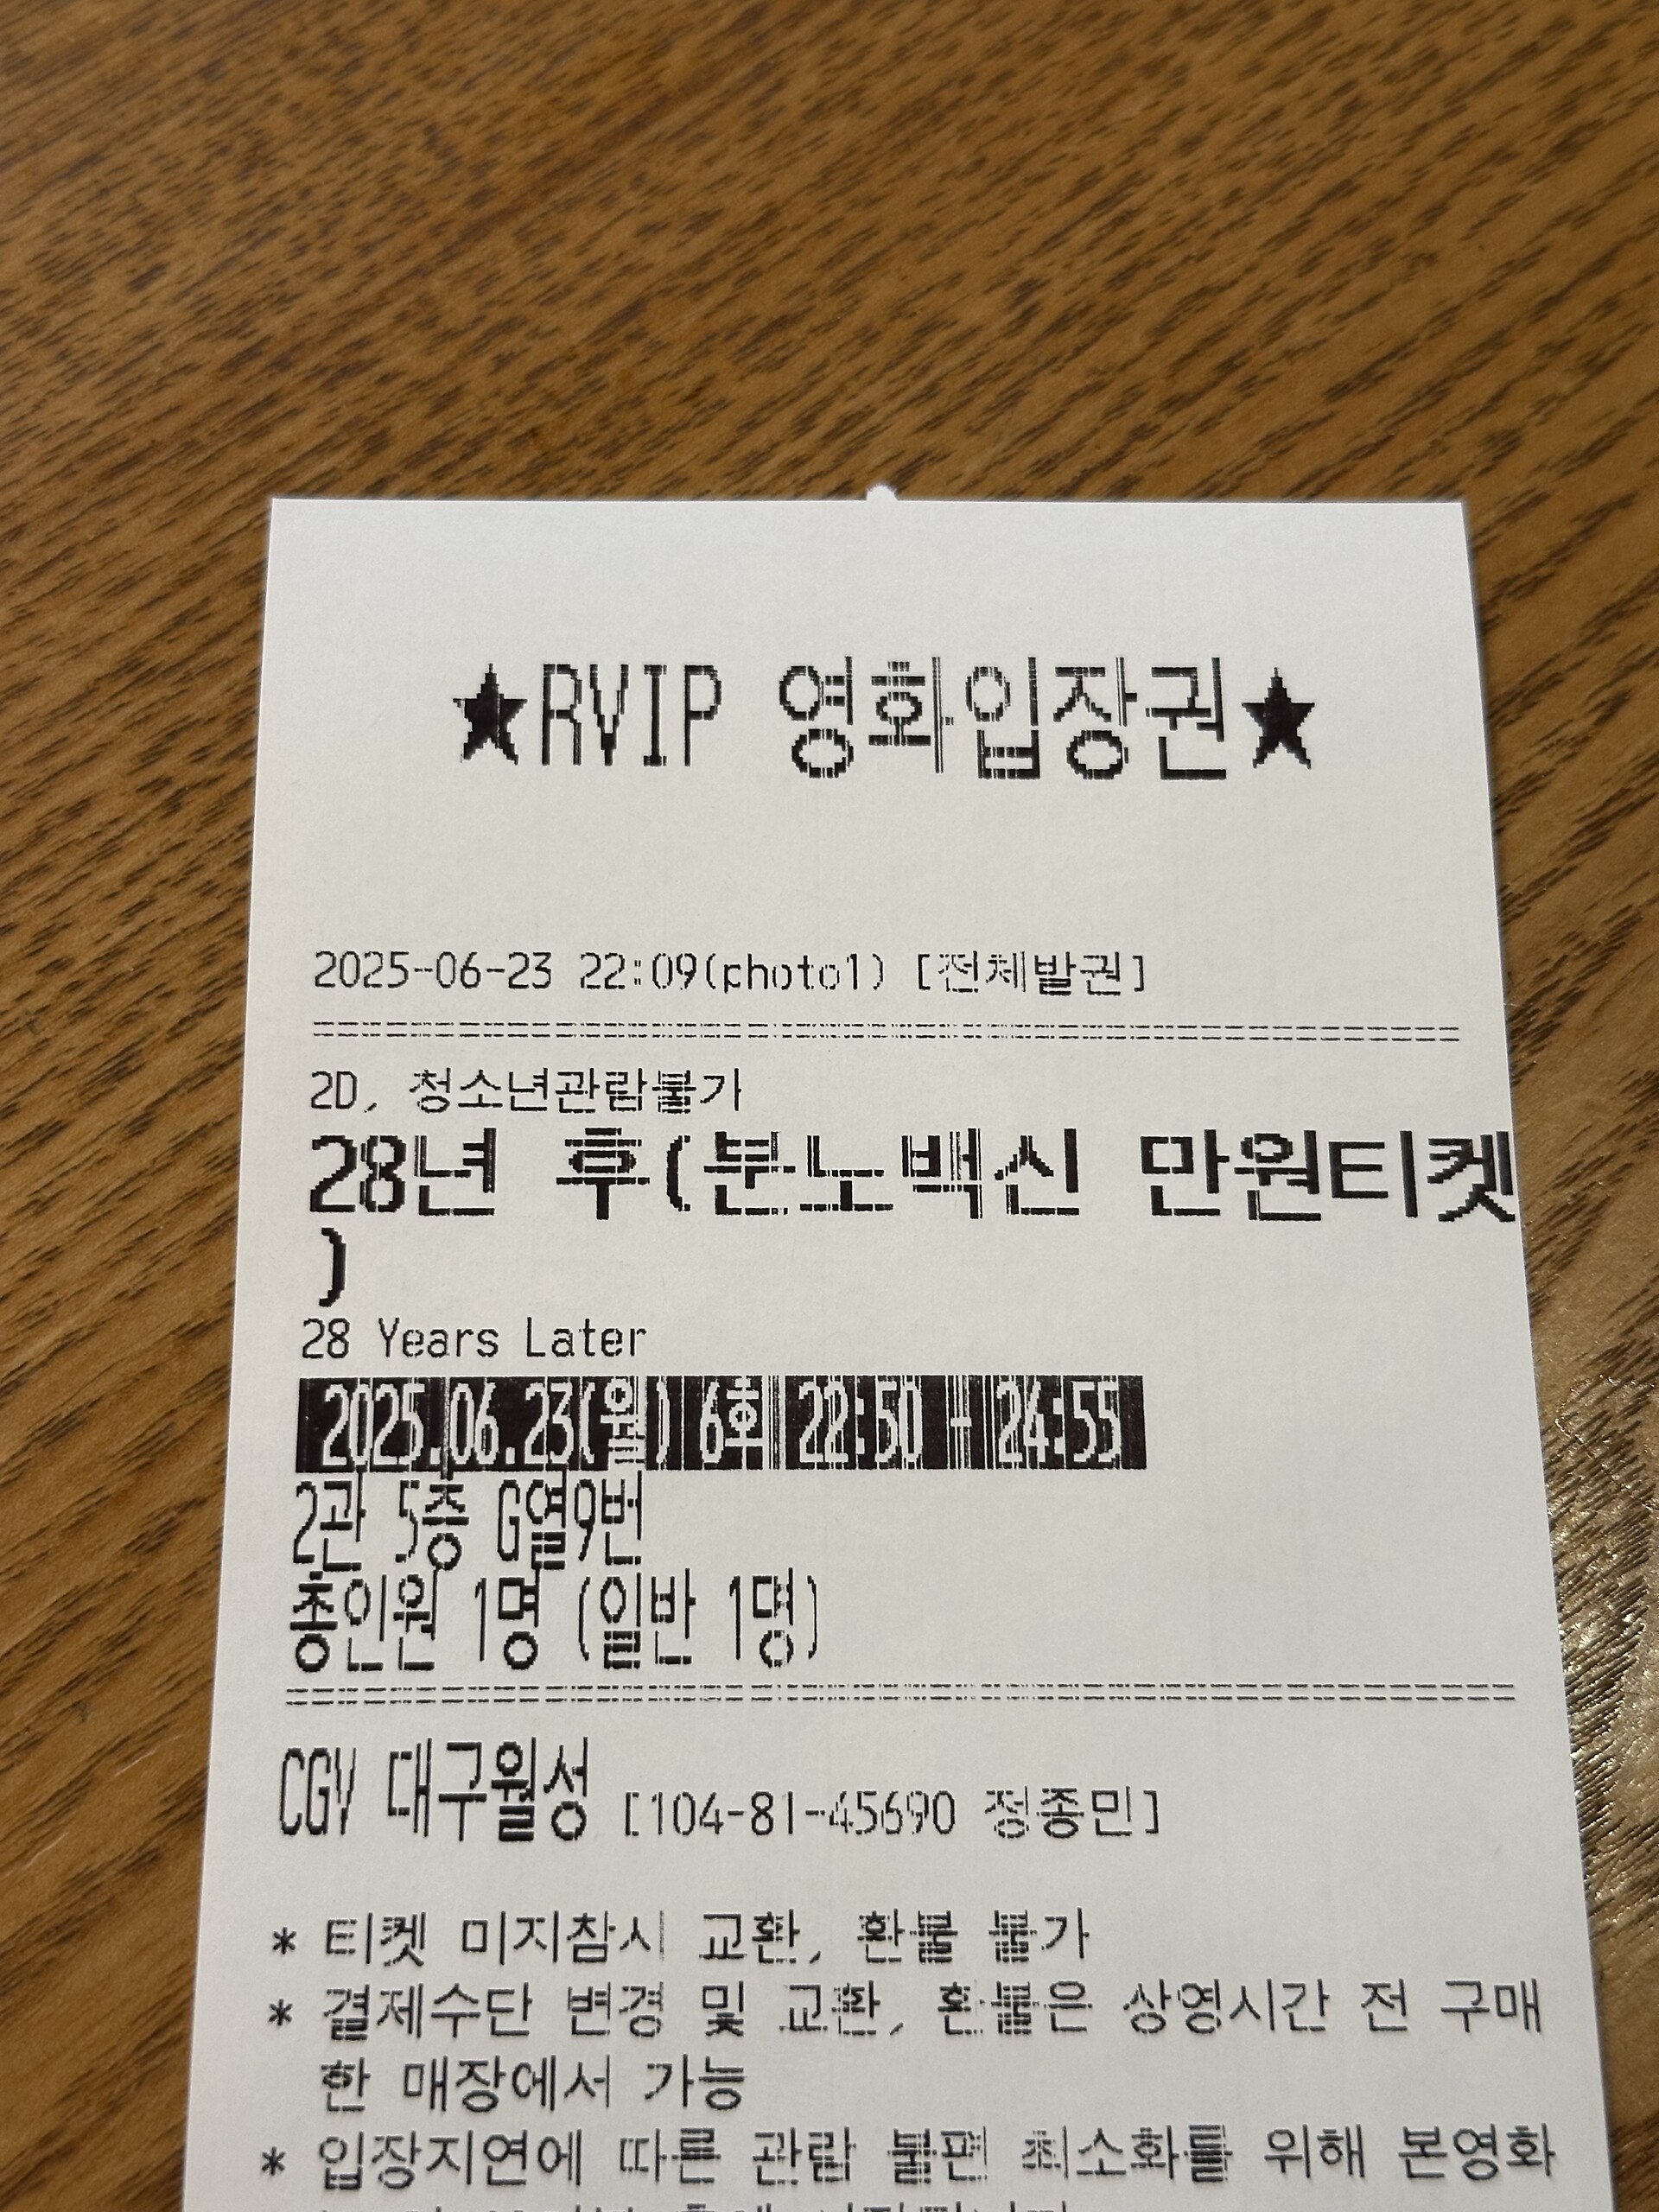 ★RVIP 영화입장권★
2025-06-23 22:09(photo1) [전체발권]
2D, 청소년관람불가
28년 후(분노백신 만원티켓
)
28 Years Later
2025.06.23(월) 6회 22:50 - 24:55
2관 5층 G열9번
총인원 1명 (일반 1명)
CGV 대구월성 [104-81-45690 정종민]
* 티켓 미지참시 교환, 환불 불가
* 결제수단 변경 및 교환, 환불은 상영시간 전 구매
한 매장에서 가능
* 입장지연에 따른 관람 불편 최소화를 위해 본영화